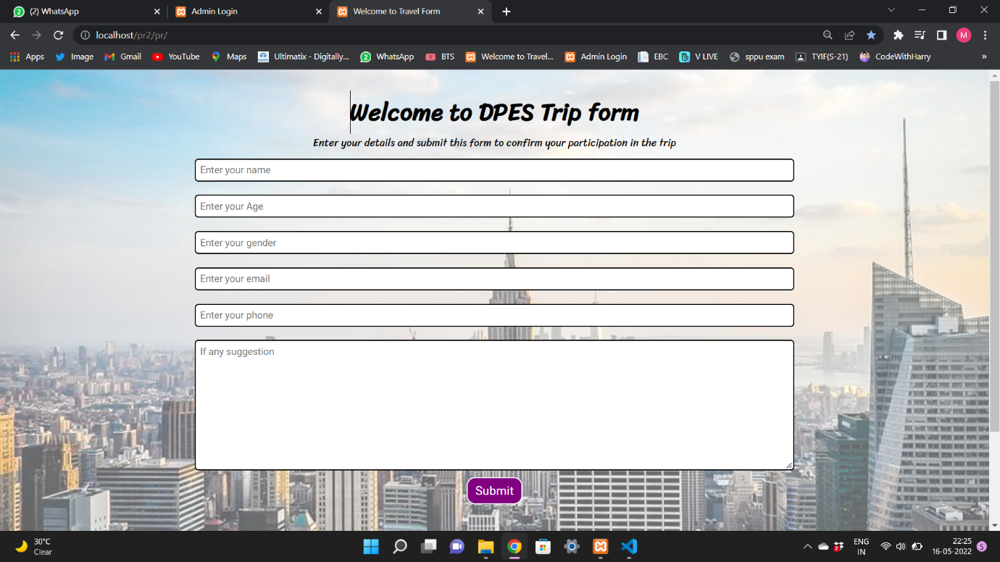 (2) WhatsApp
Admin Login
Welcome to Travel Form
localhost/pr2/pr/
M
Apps
Image
Gmail
YouTube
Maps
Ultimatix - Digitally...
WhatsApp
BTS
Welcome to Travel...
Admin Login
EBC
V LIVE
sppu exam
TYIF(S-21)
CodeWithHarry
»
Welcome to DPES Trip form
Enter your details and submit this form to confirm your participation in the trip
Enter your name
Enter your Age
Enter your gender
Enter your email
Enter your phone
If any suggestion
Submit
30°C
Clear
ENG
IN
22:25
16-05-2022
5